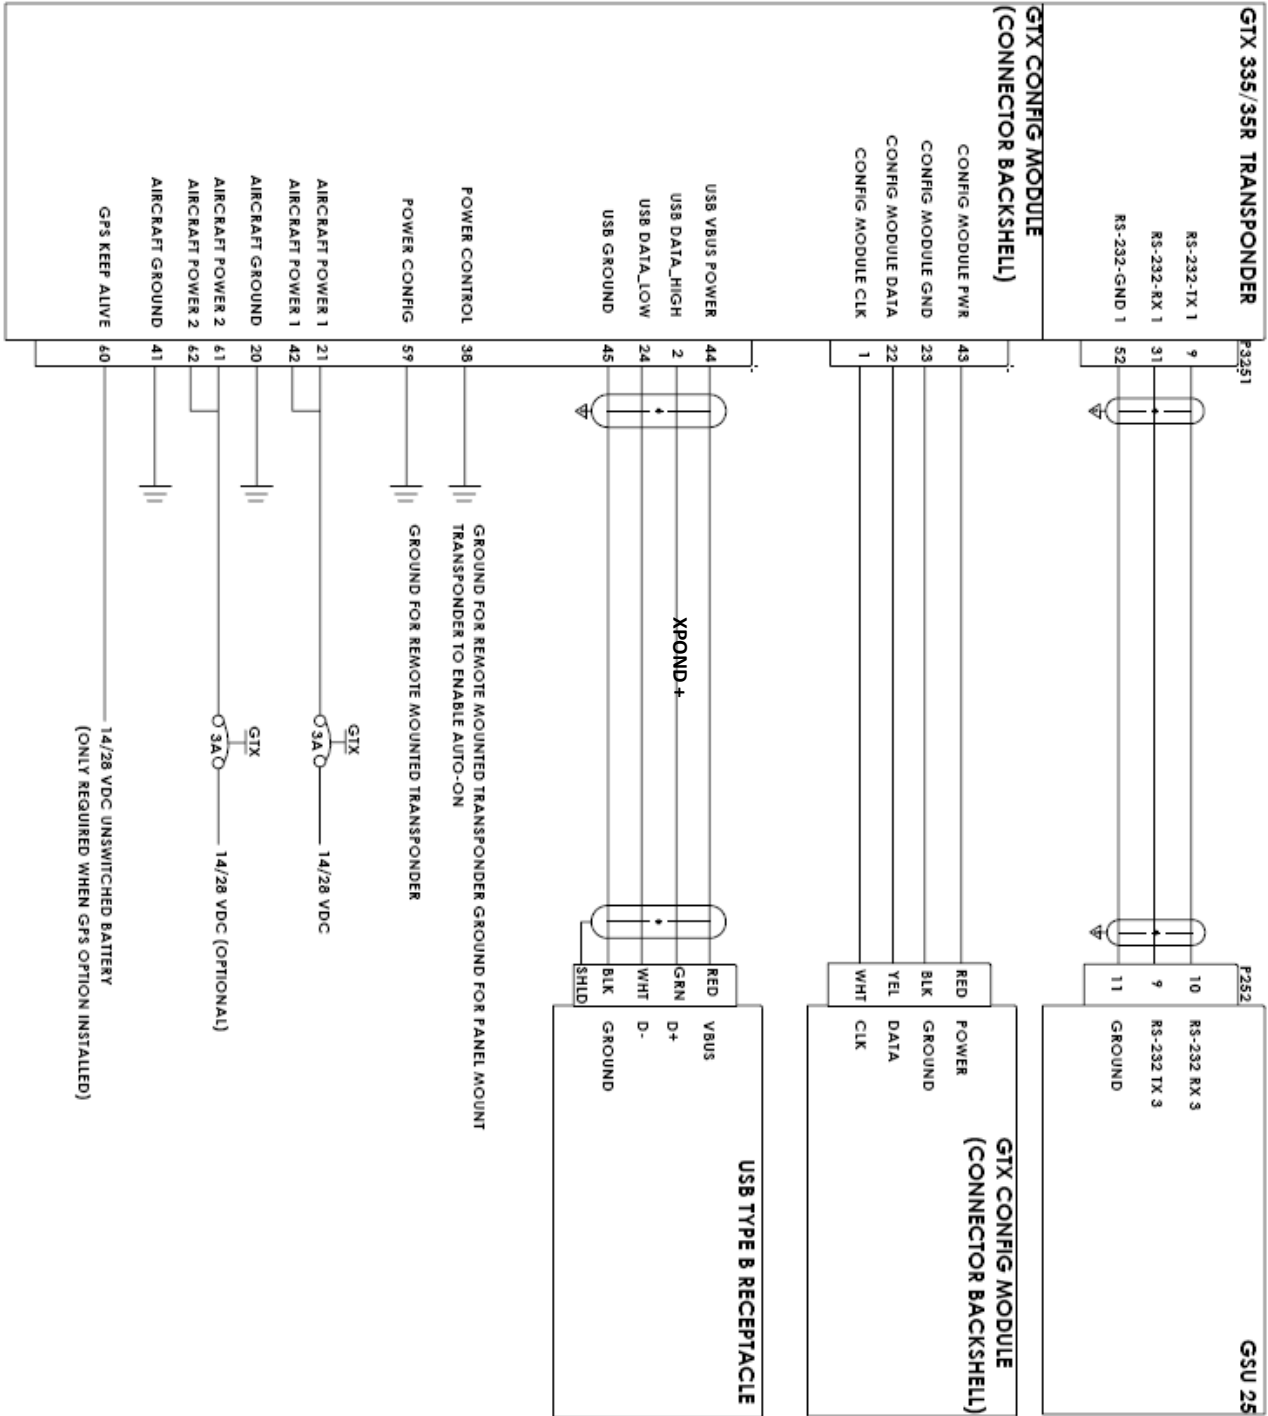 GTX 335/35R TRANSPONDER
P3251
P252
GSU 25
RS-232-TX 1 9 10 RS-232 RX 3
RS-232-RX 1 31 9 RS-232 TX 3
RS-232-GND 1 52 11 GROUND
GTX CONFIG MODULE
(CONNECTOR BACKSHELL)
GTX CONFIG MODULE
(CONNECTOR BACKSHELL)
CONFIG MODULE PWR 43 RED POWER
CONFIG MODULE GND 23 BLK GROUND
CONFIG MODULE DATA 22 YEL DATA
CONFIG MODULE CLK 1 WHT CLK
USB TYPE B RECEPTACLE
USB VBUS POWER 44 RED VBUS
USB DATA_HIGH 2 XPOND + GRN D+
USB DATA_LOW 24 WHT D-
USB GROUND 45 BLK GROUND
SHLD
POWER CONTROL 38 GROUND FOR REMOTE MOUNTED TRANSPONDER GROUND FOR PANEL MOUNT
TRANSPONDER TO ENABLE AUTO-ON
POWER CONFIG 59 GROUND FOR REMOTE MOUNTED TRANSPONDER
GTX
AIRCRAFT POWER 1 21 3A 14/28 VDC
AIRCRAFT POWER 1 42
AIRCRAFT GROUND 20
GTX
AIRCRAFT POWER 2 61 3A 14/28 VDC (OPTIONAL)
AIRCRAFT POWER 2 62
AIRCRAFT GROUND 41
GPS KEEP ALIVE 60 14/28 VDC UNSWITCHED BATTERY
(ONLY REQUIRED WHEN GPS OPTION INSTALLED)